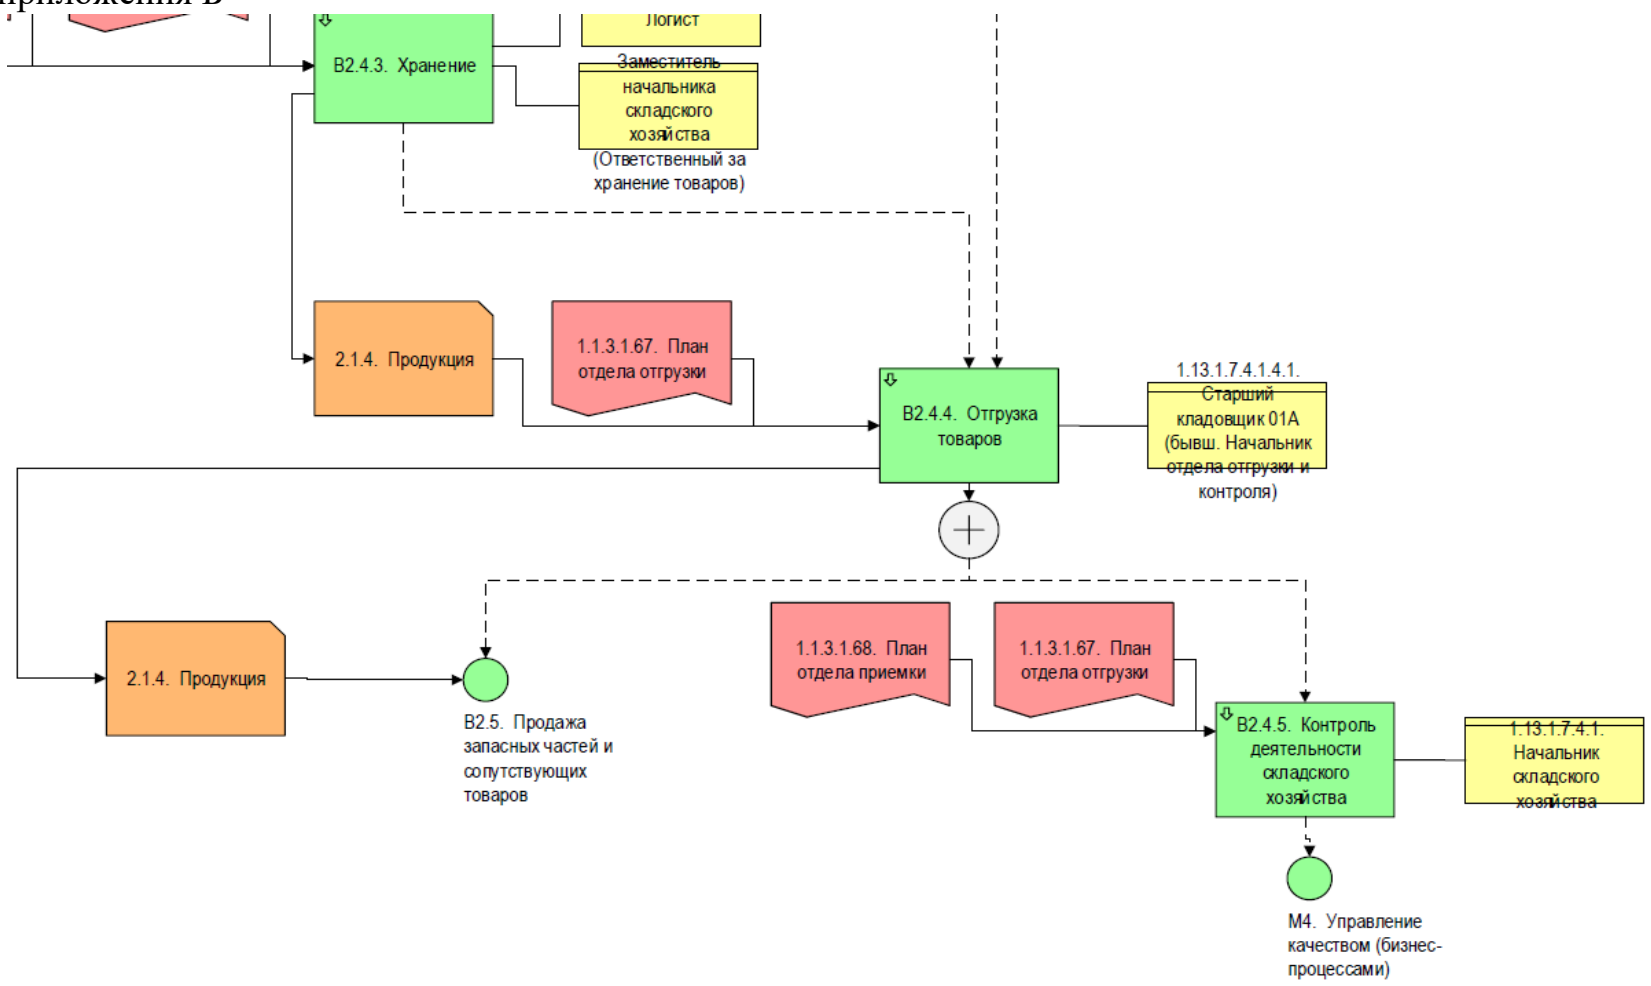 приложения В
Логист
В2.4.3. Хранение
Заместитель
начальника
складского
хозяйства
(Ответственный за
хранение товаров)
2.1.4. Продукция
1.1.3.1.67. План
отдела отгрузки
В2.4.4. Отгрузка
товаров
1.13.1.7.4.1.4.1.
Старший
кладовщик 01А
(бывш. Начальник
отдела отгрузки и
контроля)
2.1.4. Продукция
В2.5. Продажа
запасных частей и
сопутствующих
товаров
1.1.3.1.68. План
отдела приемки
1.1.3.1.67. План
отдела отгрузки
В2.4.5. Контроль
деятельности
складского
хозяйства
1.13.1.7.4.1.
Начальник
складского
хозяйства
М4. Управление
качеством (бизнес-
процессами)